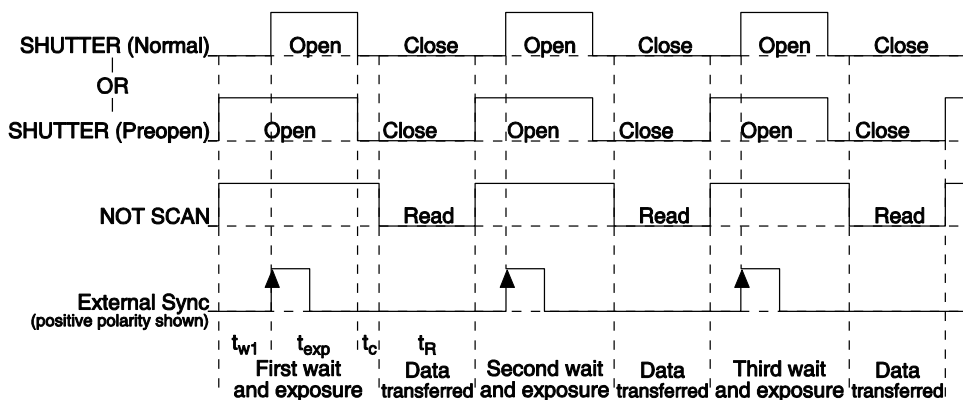 SHUTTER (Normal) Open Close Open Close Open Close
OR
SHUTTER (Preopen) Open Close Open Close Open Close
NOT SCAN Read Read Read
External Sync
(positive polarity shown)
tw1 texp tc tR
First wait and exposure Data transferred Second wait and exposure Data transferred Third wait and exposure Data transferred